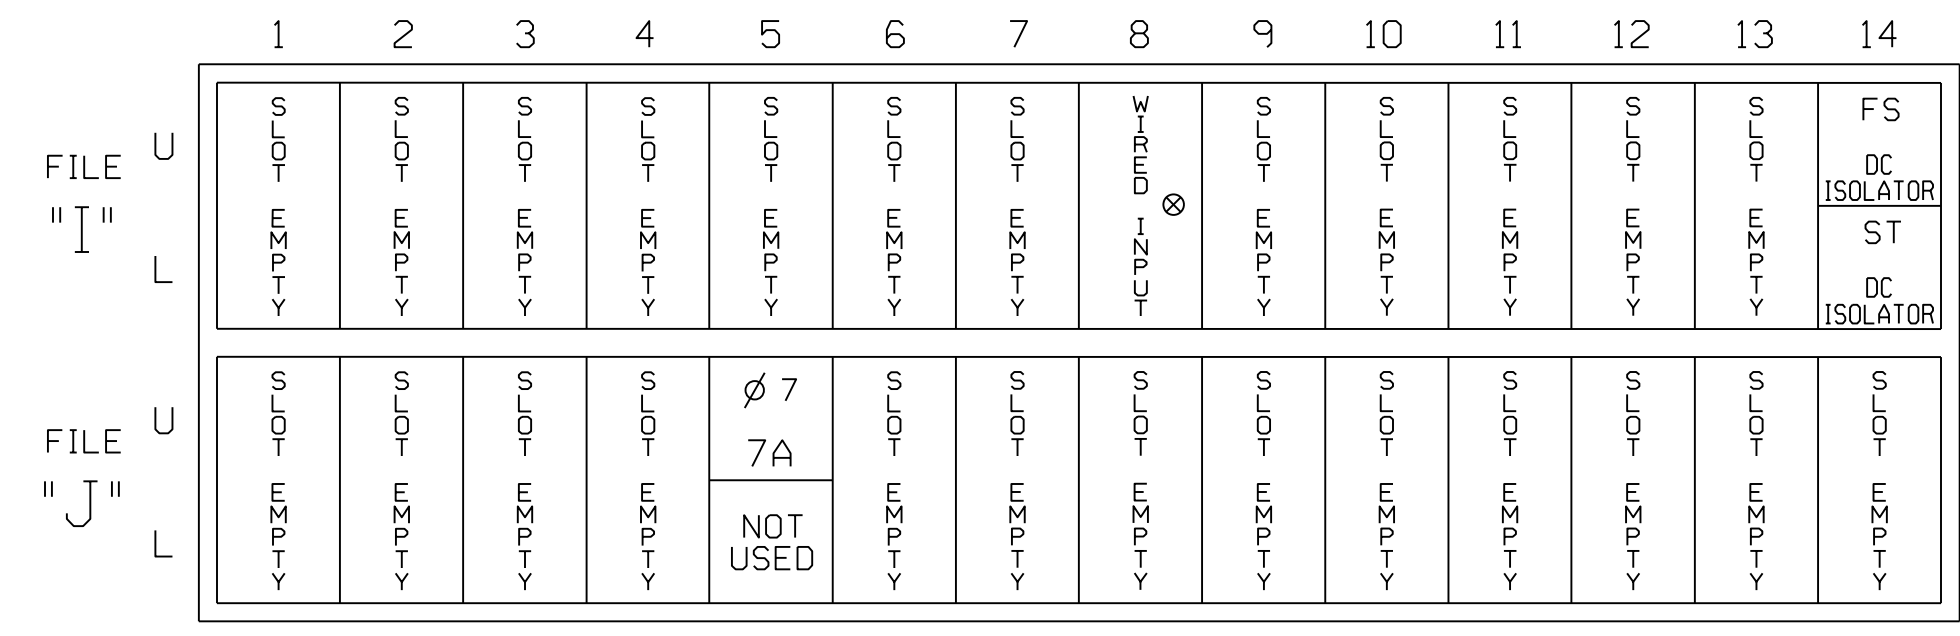 1 2 3 4 5 6 7 8 9 10 11 12 13 14
FILE "I"
U
L
SLOT EMPTY
SLOT EMPTY
SLOT EMPTY
SLOT EMPTY
SLOT EMPTY
SLOT EMPTY
SLOT EMPTY
WIRED INPUT
SLOT EMPTY
SLOT EMPTY
SLOT EMPTY
SLOT EMPTY
SLOT EMPTY
FS
DC
ISOLATOR
ST
DC
ISOLATOR
FILE "J"
U
L
SLOT EMPTY
SLOT EMPTY
SLOT EMPTY
SLOT EMPTY
Ø 7
7A
NOT
USED
SLOT EMPTY
SLOT EMPTY
SLOT EMPTY
SLOT EMPTY
SLOT EMPTY
SLOT EMPTY
SLOT EMPTY
SLOT EMPTY
SLOT EMPTY